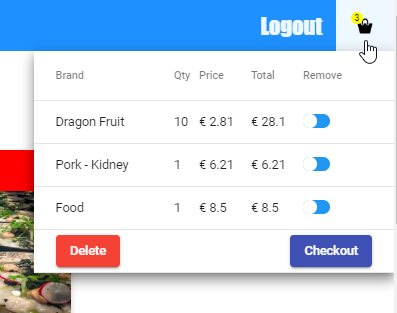 Logout 3
Brand Qty Price Total Remove
Dragon Fruit 10 € 2.81 € 28.1
Pork - Kidney 1 € 6.21 € 6.21
Food 1 € 8.5 € 8.5
Delete Checkout